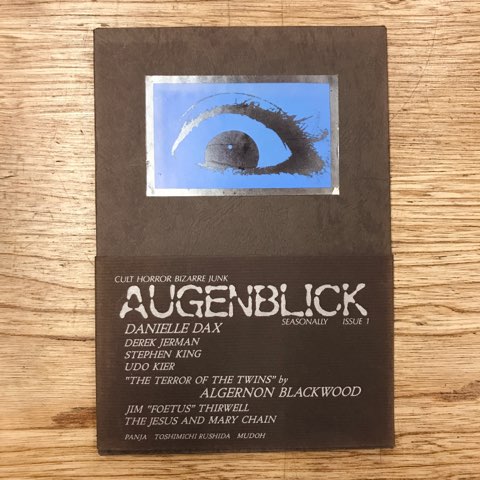 CULT HORROR BIZARRE JUNK
AUGENBLICK
SEASONALLY ISSUE 1
DANIELLE DAX
DEREK JERMAN
STEPHEN KING
UDO KIER
"THE TERROR OF THE TWINS" by
ALGERNON BLACKWOOD
JIM "FOETUS" THIRWELL
THE JESUS AND MARY CHAIN
PANJA TOSHIMICHI RUSHIDA MUDOH